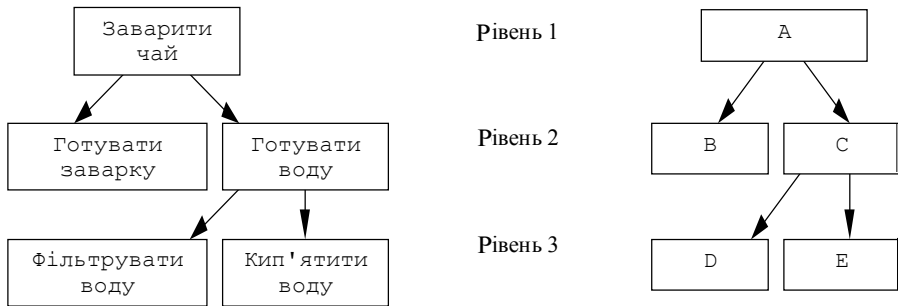 Заварити
чай
Рівень 1
A
Готувати
заварку
Готувати
воду
Рівень 2
B
C
Фільтрувати
воду
Кип'ятити
воду
Рівень 3
D
E